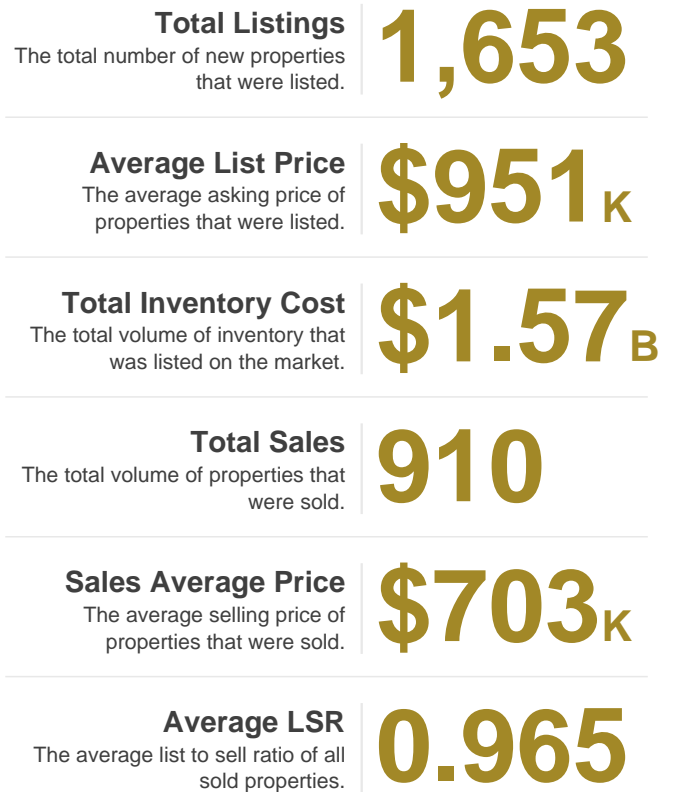 Total Listings
The total number of new properties
that were listed.
1,653
Average List Price
The average asking price of
properties that were listed.
$951K
Total Inventory Cost
The total volume of inventory that
was listed on the market.
$1.57B
Total Sales
The total volume of properties that
were sold.
910
Sales Average Price
The average selling price of
properties that were sold.
$703K
Average LSR
The average list to sell ratio of all
sold properties.
0.965